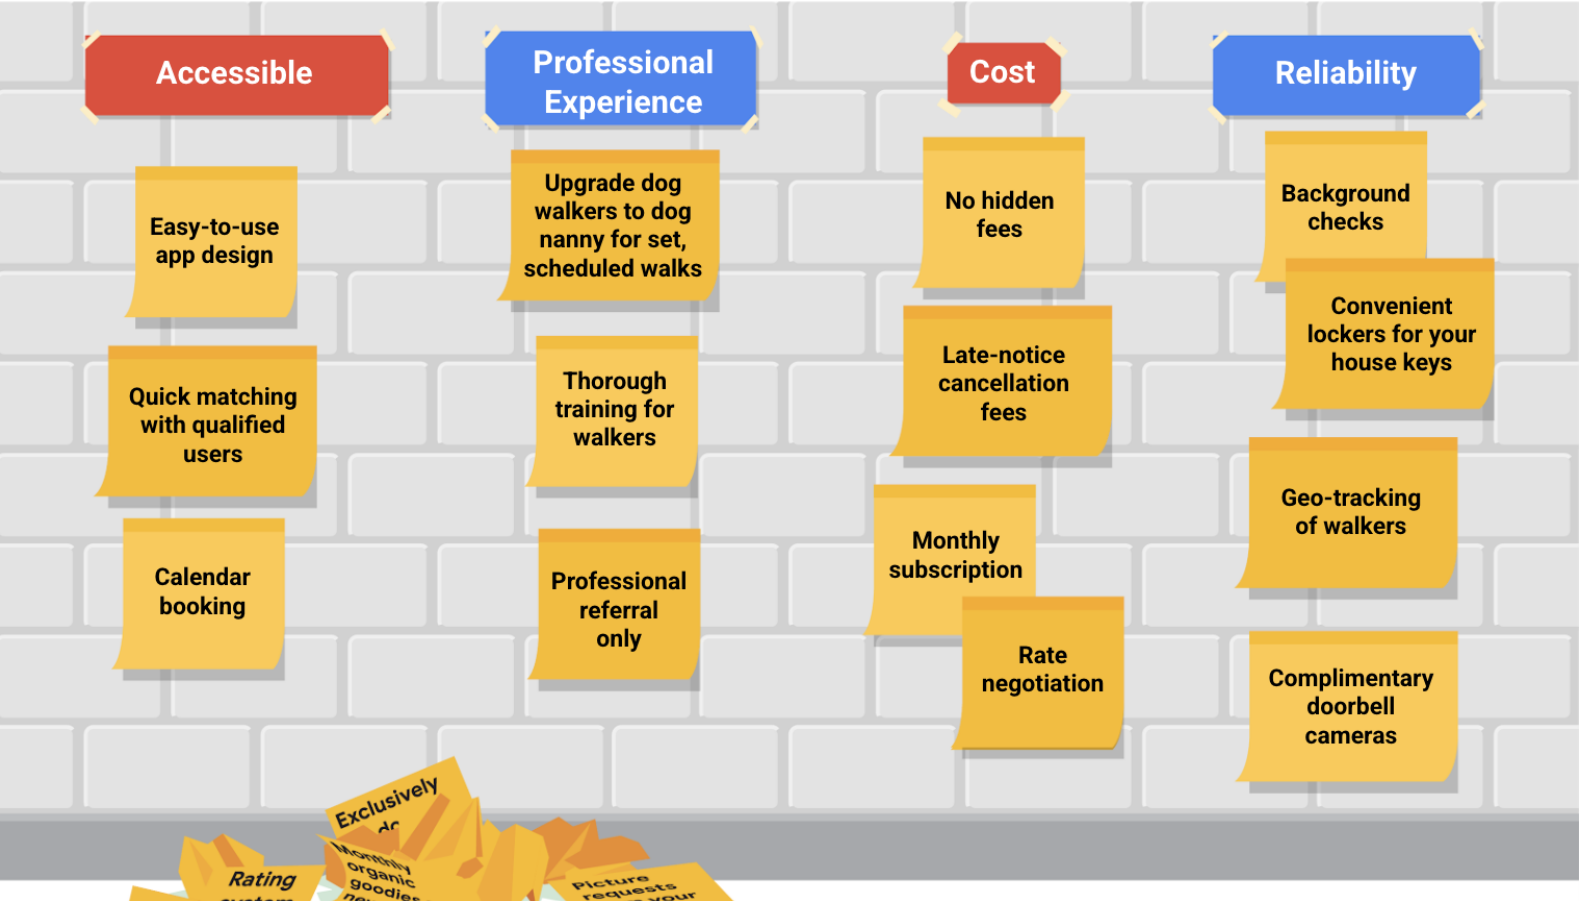 Accessible
Easy-to-use
app design
Quick matching
with qualified
users
Calendar
booking
Professional
Experience
Upgrade dog
walkers to dog
nanny for set,
scheduled walks
Thorough
training for
walkers
Professional
referral
only
Cost
No hidden
fees
Late-notice
cancellation
fees
Monthly
subscription
Rate
negotiation
Reliability
Background
checks
Convenient
lockers for your
house keys
Geo-tracking
of walkers
Complimentary
doorbell
cameras
Exclusively
Rating
Monthly
organic
goodies
Picture
requests
your